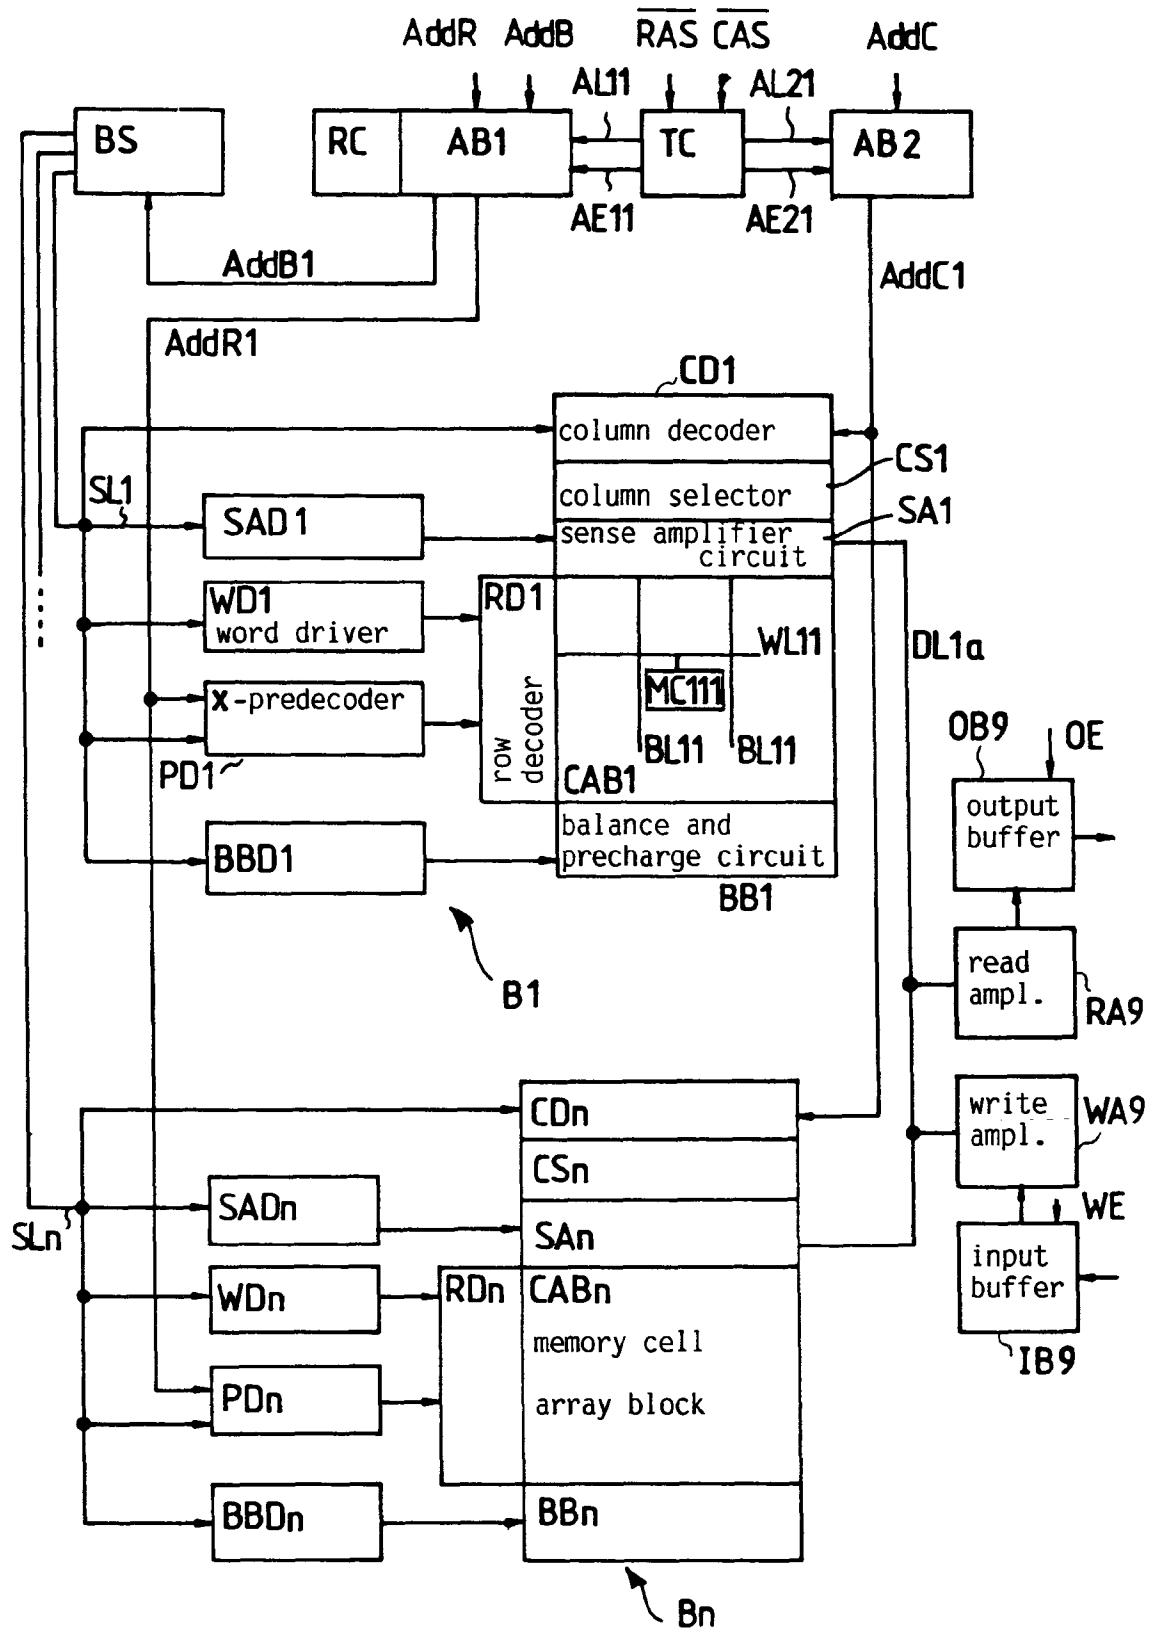 AddR AddB RAS CAS AddC
AL11 AL21
BS RC AB1 TC AB2
AE11 AE21
AddB1
AddC1
AddR1
CD1
column decoder
CS1
column selector
SL1
SAD1
SA1
sense amplifier
circuit
WD1
word driver
RD1
row
decoder
WL11
MC111
BL11 BL11
CAB1
DL1a
x-predecoder
PD1
OB9 OE
output
buffer
BBD1
balance and
precharge circuit
BB1
B1
read
ampl.
RA9
CDn
write
ampl.
WA9
CSn
SADn
SLn
SAn
WE
input
buffer
IB9
WDn
RDn
CABn
memory cell
array block
PDn
BBDn
BBn
Bn